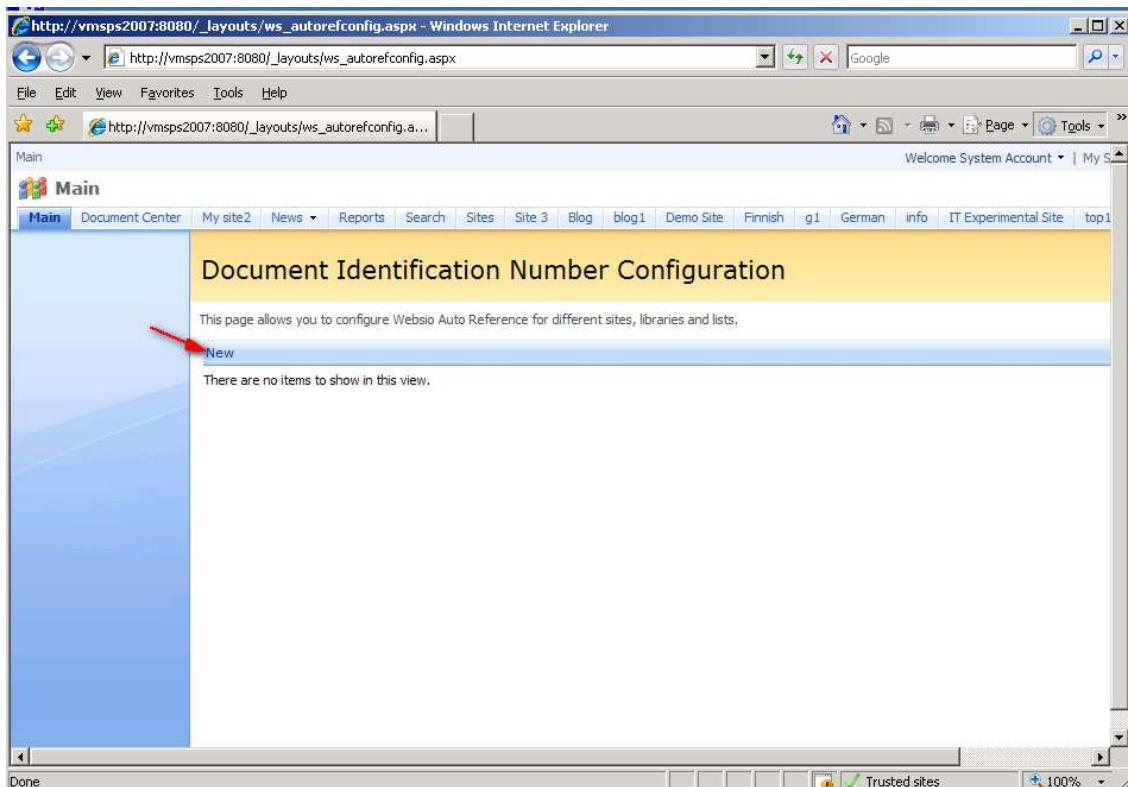 http://vmsps2007:8080/_layouts/ws_autorefconfig.aspx - Windows Internet Explorer
http://vmsps2007:8080/_layouts/ws_autorefconfig.aspx Google
File Edit View Favorites Tools Help
http://vmsps2007:8080/_layouts/ws_autorefconfig.a... Page Tools
Main Welcome System Account | My S
Main
Main Document Center My site2 News Reports Search Sites Site 3 Blog blog1 Demo Site Finnish g1 German info IT Experimental Site top1
Document Identification Number Configuration
This page allows you to configure Websio Auto Reference for different sites, libraries and lists.
New
There are no items to show in this view.
Done Trusted sites 100%